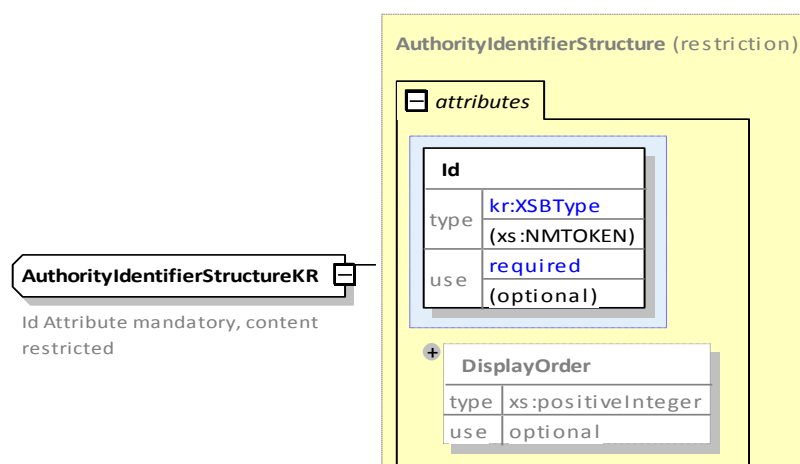 AuthorityIdentifierStructure (restriction)
attributes
Id
type kr:XSBType
(xs:NMTOKEN)
use required
(optional)
AuthorityIdentifierStructureKR
Id Attribute mandatory, content
restricted
DisplayOrder
type xs:positiveInteger
use optional